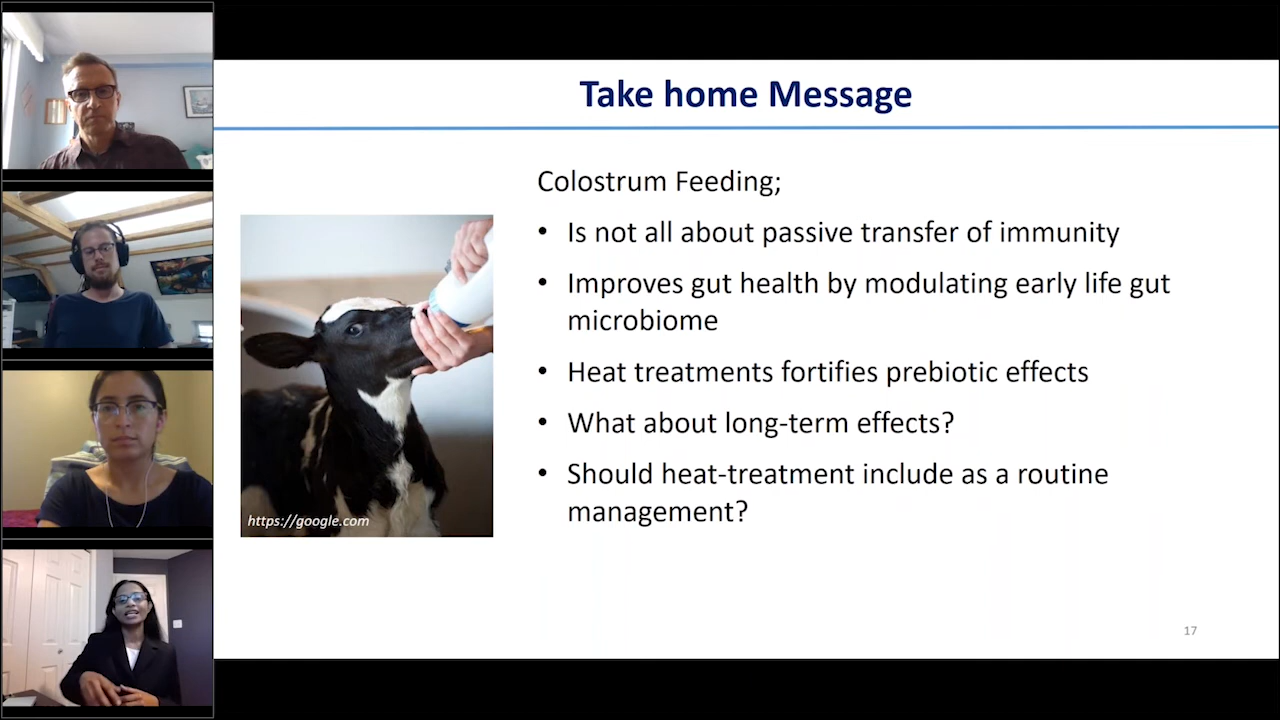 Take home Message
Colostrum Feeding;
• Is not all about passive transfer of immunity
• Improves gut health by modulating early life gut
microbiome
• Heat treatments fortifies prebiotic effects
• What about long-term effects?
• Should heat-treatment include as a routine
management?
https://google.com
17